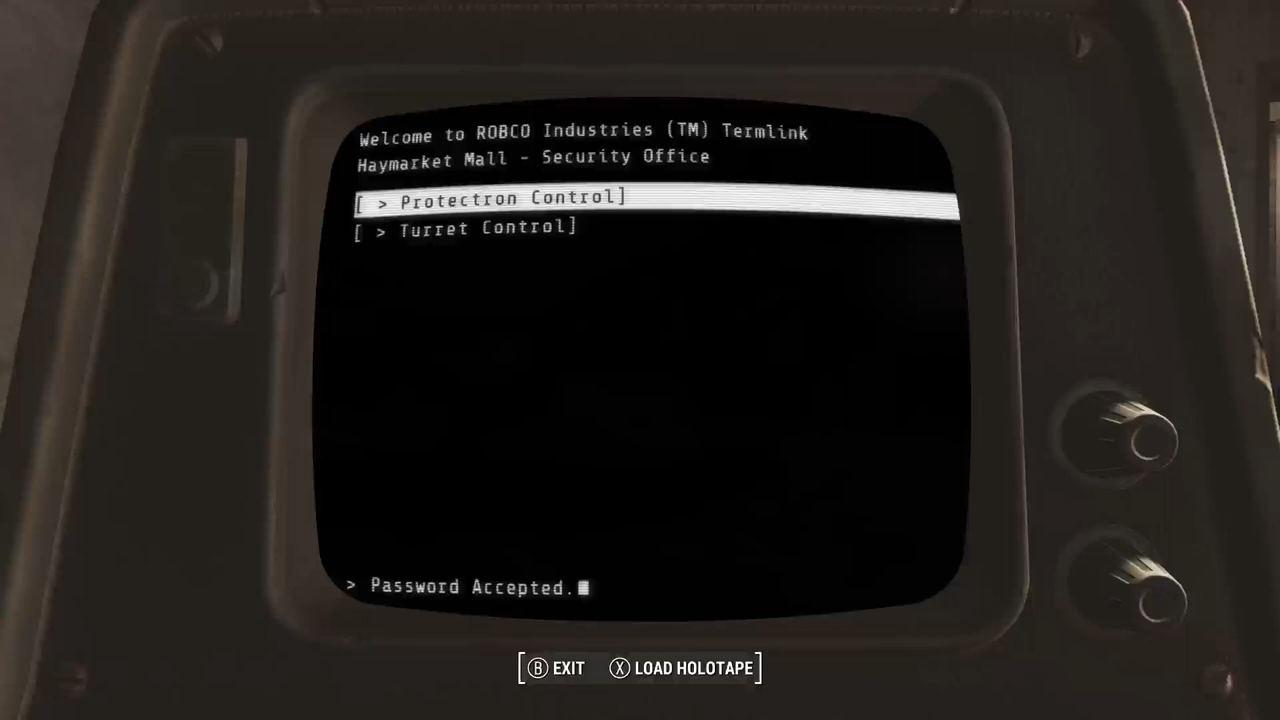 Welcome to ROBCO Industries (TM) Termlink
Haymarket Mall - Security Office
[ > Protectron Control]
[ > Turret Control]
> Password Accepted.
[ Ⓑ EXIT Ⓧ LOAD HOLOTAPE ]